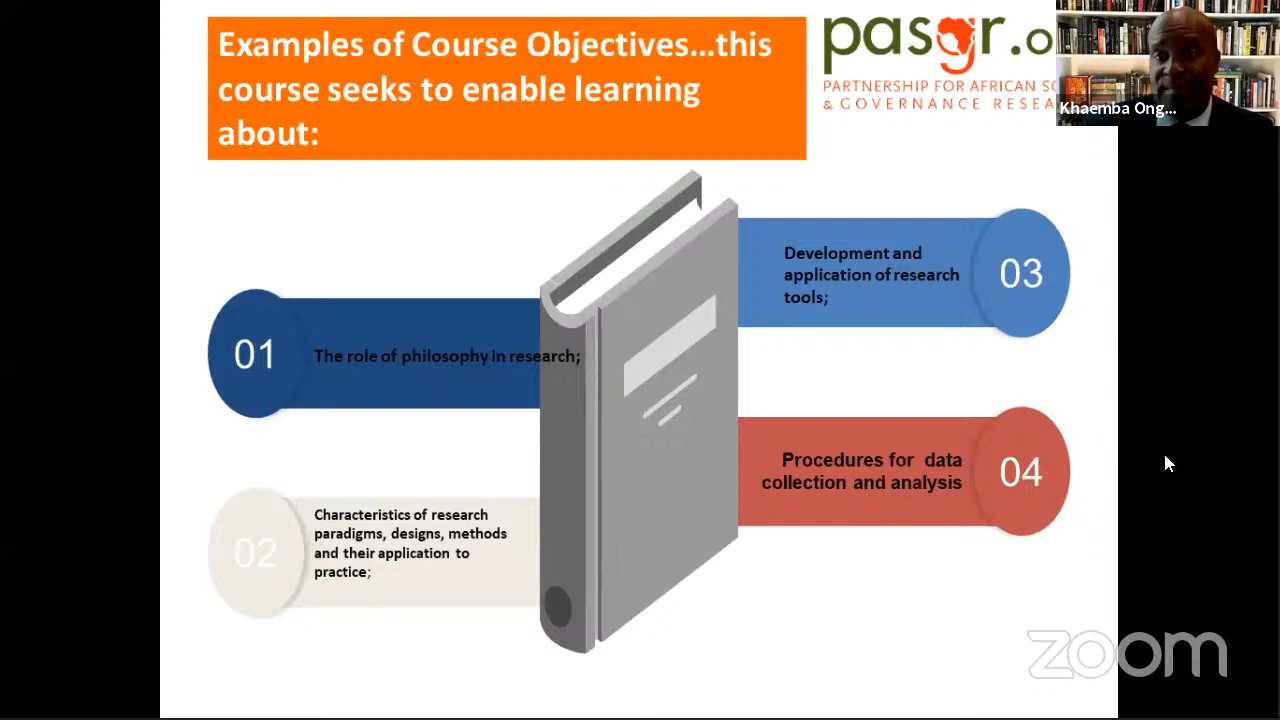 Examples of Course Objectives...this
course seeks to enable learning
about:
pasgr.o
PARTNERSHIP FOR AFRICAN SO
& GOVERNANCE RESEA
Khaemba Ong...
01
The role of philosophy in research;
02
Characteristics of research
paradigms, designs, methods
and their application to
practice;
Development and
application of research
tools;
03
Procedures for data
collection and analysis
04
zoom